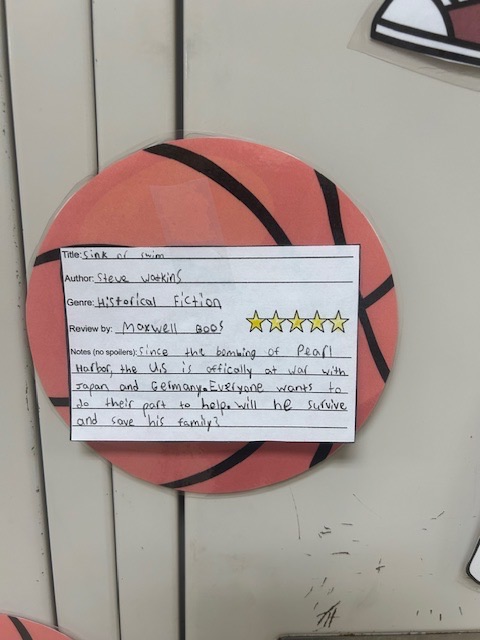 Title: Sink or swim
Author: Steve Watkins
Genre: Historical Fiction
Review by: Maxwell Boos
Notes (no spoilers): Since the bombing of Pearl
Harbor, the U.S is offically at war with
Japan and Germany. Everyone wants to
do their part to help. will he survive
and save his family?